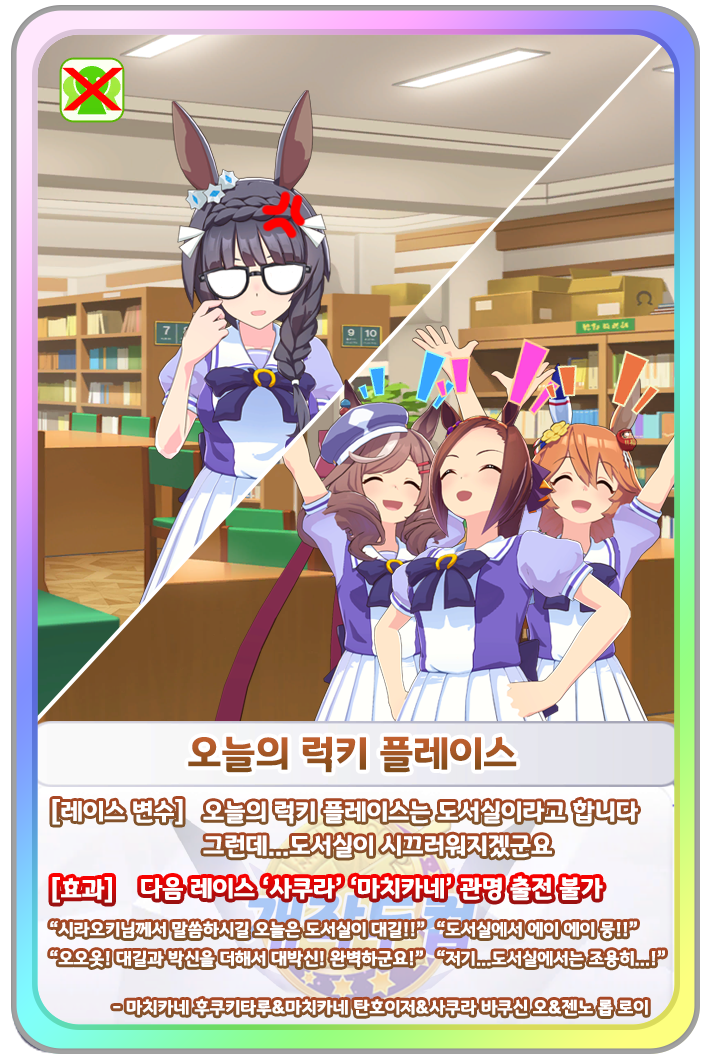 7 8
9 10
오늘의 럭키 플레이스
[레이스 변수] 오늘의 럭키 플레이스는 도서실이라고 합니다
그런데...도서실이 시끄러워지겠군요
[효과] 다음 레이스 ‘사쿠라’ ‘마치카네’ 관명 출전 불가
“시라오키님께서 말씀하시길 오늘은 도서실이 대길!!” “도서실에서 에이 에이 뭉!!”
“오오옷! 대길과 박신을 더해서 대박신! 완벽하군요!” “저기...도서실에서는 조용히...!”
- 마치카네 후쿠키타루&마치카네 탄호이저&사쿠라 바쿠신 오&젠노 롭 로이